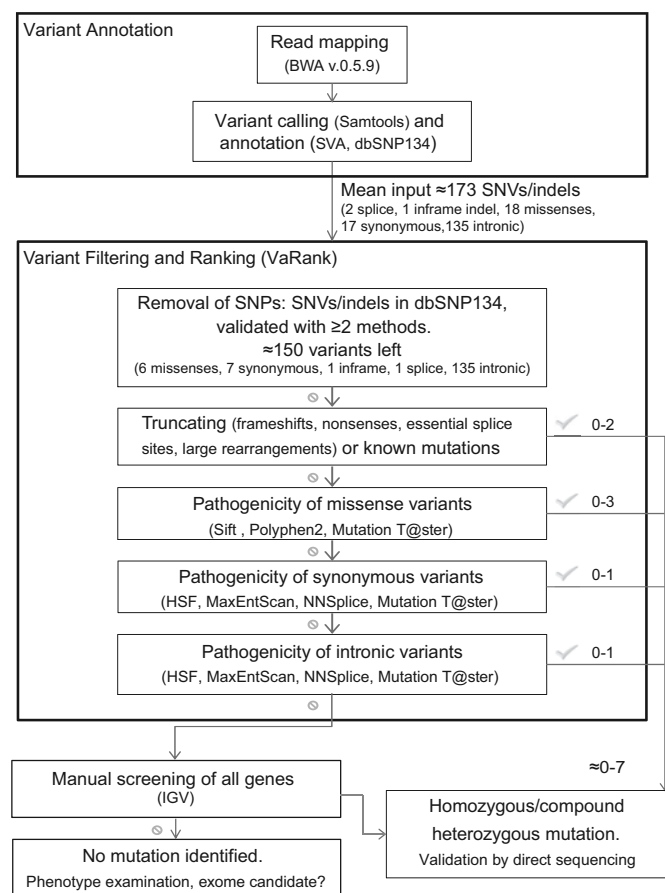 Variant Annotation
Read mapping
(BWA v.0.5.9)
Variant calling (Samtools) and
annotation (SVA, dbSNP134)
Mean input ≈173 SNVs/indels
(2 splice, 1 inframe indel, 18 missenses,
17 synonymous,135 intronic)
Variant Filtering and Ranking (VaRank)
Removal of SNPs: SNVs/indels in dbSNP134,
validated with ≥2 methods.
≈150 variants left
(6 missenses, 7 synonymous, 1 inframe, 1 splice, 135 intronic)
Truncating (frameshifts, nonsenses, essential splice
sites, large rearrangements) or known mutations
0-2
Pathogenicity of missense variants
(Sift , Polyphen2, Mutation T@ster)
0-3
Pathogenicity of synonymous variants
(HSF, MaxEntScan, NNSplice, Mutation T@ster)
0-1
Pathogenicity of intronic variants
(HSF, MaxEntScan, NNSplice, Mutation T@ster)
0-1
≈0-7
Manual screening of all genes
(IGV)
Homozygous/compound
heterozygous mutation.
Validation by direct sequencing
No mutation identified.
Phenotype examination, exome candidate?